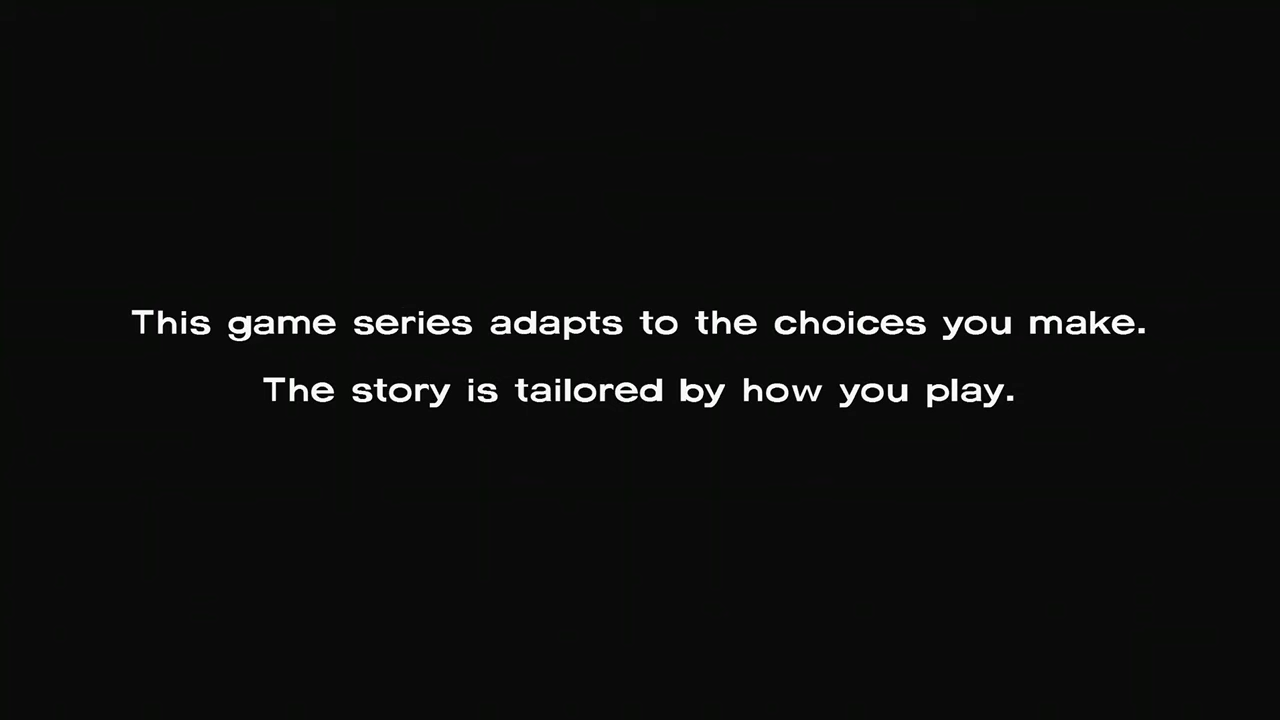 This game series adapts to the choices you make.
The story is tailored by how you play.